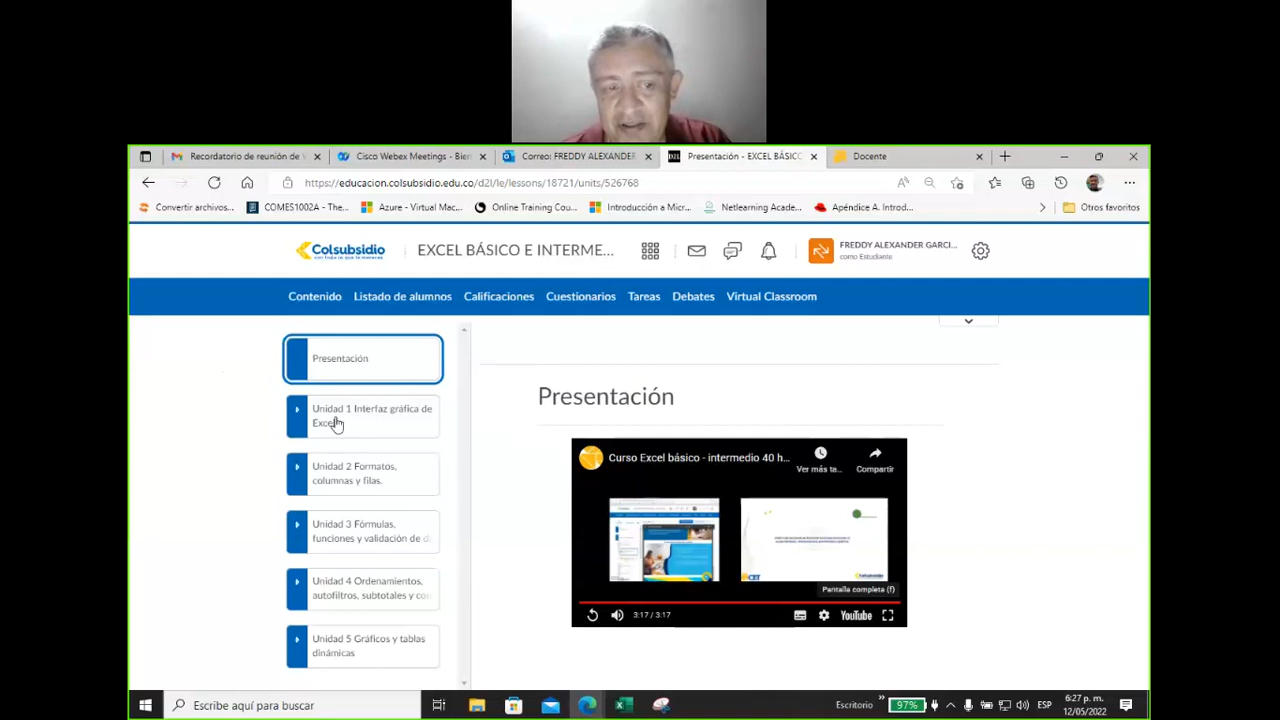 Recordatorio de reunión de
Cisco Webex Meetings - Bien
Correo: FREDDY ALEXANDER
D2L
Presentación - EXCEL BÁSICO
Docente
https://educacion.colsubsidio.edu.co/d2l/le/lessons/18721/units/526768
Convertir archivos...
COMES1002A - The...
Azure - Virtual Mac...
Online Training Cou...
Introducción a Micr...
Netlearning Acade...
Apéndice A. Introd...
Otros favoritos
Colsubsidio
EXCEL BÁSICO E INTERME...
FREDDY ALEXANDER GARCI...
como Estudiante
Contenido
Listado de alumnos
Calificaciones
Cuestionarios
Tareas
Debates
Virtual Classroom
Presentación
Unidad 1 Interfaz gráfica de
Excel
Unidad 2 Formatos,
columnas y filas.
Unidad 3 Fórmulas,
funciones y validación de d
Unidad 4 Ordenamientos,
autofiltros, subtotales y co
Unidad 5 Gráficos y tablas
dinámicas
Presentación
Curso Excel básico - intermedio 40 h...
Ver más ta...
Compartir
Pantalla completa (f)
3:17 / 3:17
YouTube
Escribe aquí para buscar
Escritorio
97%
ESP
6:27 p. m.
12/05/2022